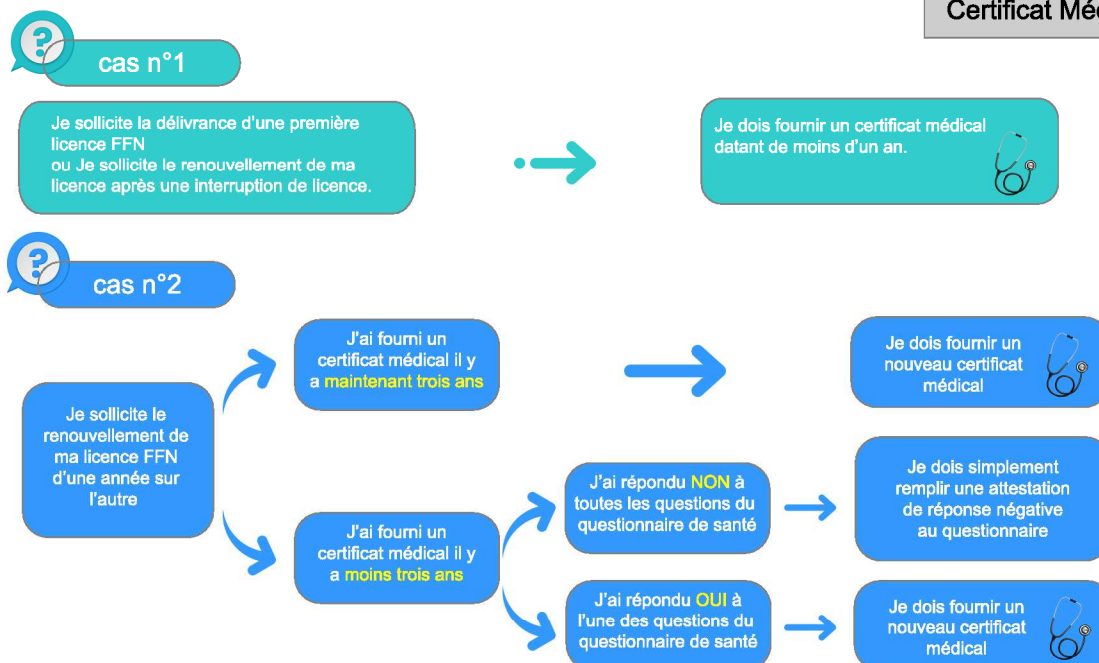 Certificat Méd
cas n°1
Je sollicite la délivrance d'une première
licence FFN
ou Je sollicite le renouvellement de ma
licence après une interruption de licence.
Je dois fournir un certificat médical
datant de moins d'un an.
cas n°2
Je sollicite le
renouvellement de
ma licence FFN
d'une année sur
l'autre
J'ai fourni un
certificat médical il y
a maintenant trois ans
Je dois fournir un
nouveau certificat
médical
J'ai fourni un
certificat médical il y
a moins trois ans
J'ai répondu NON à
toutes les questions du
questionnaire de santé
Je dois simplement
remplir une attestation
de réponse négative
au questionnaire
J'ai répondu OUI à
l'une des questions du
questionnaire de santé
Je dois fournir un
nouveau certificat
médical